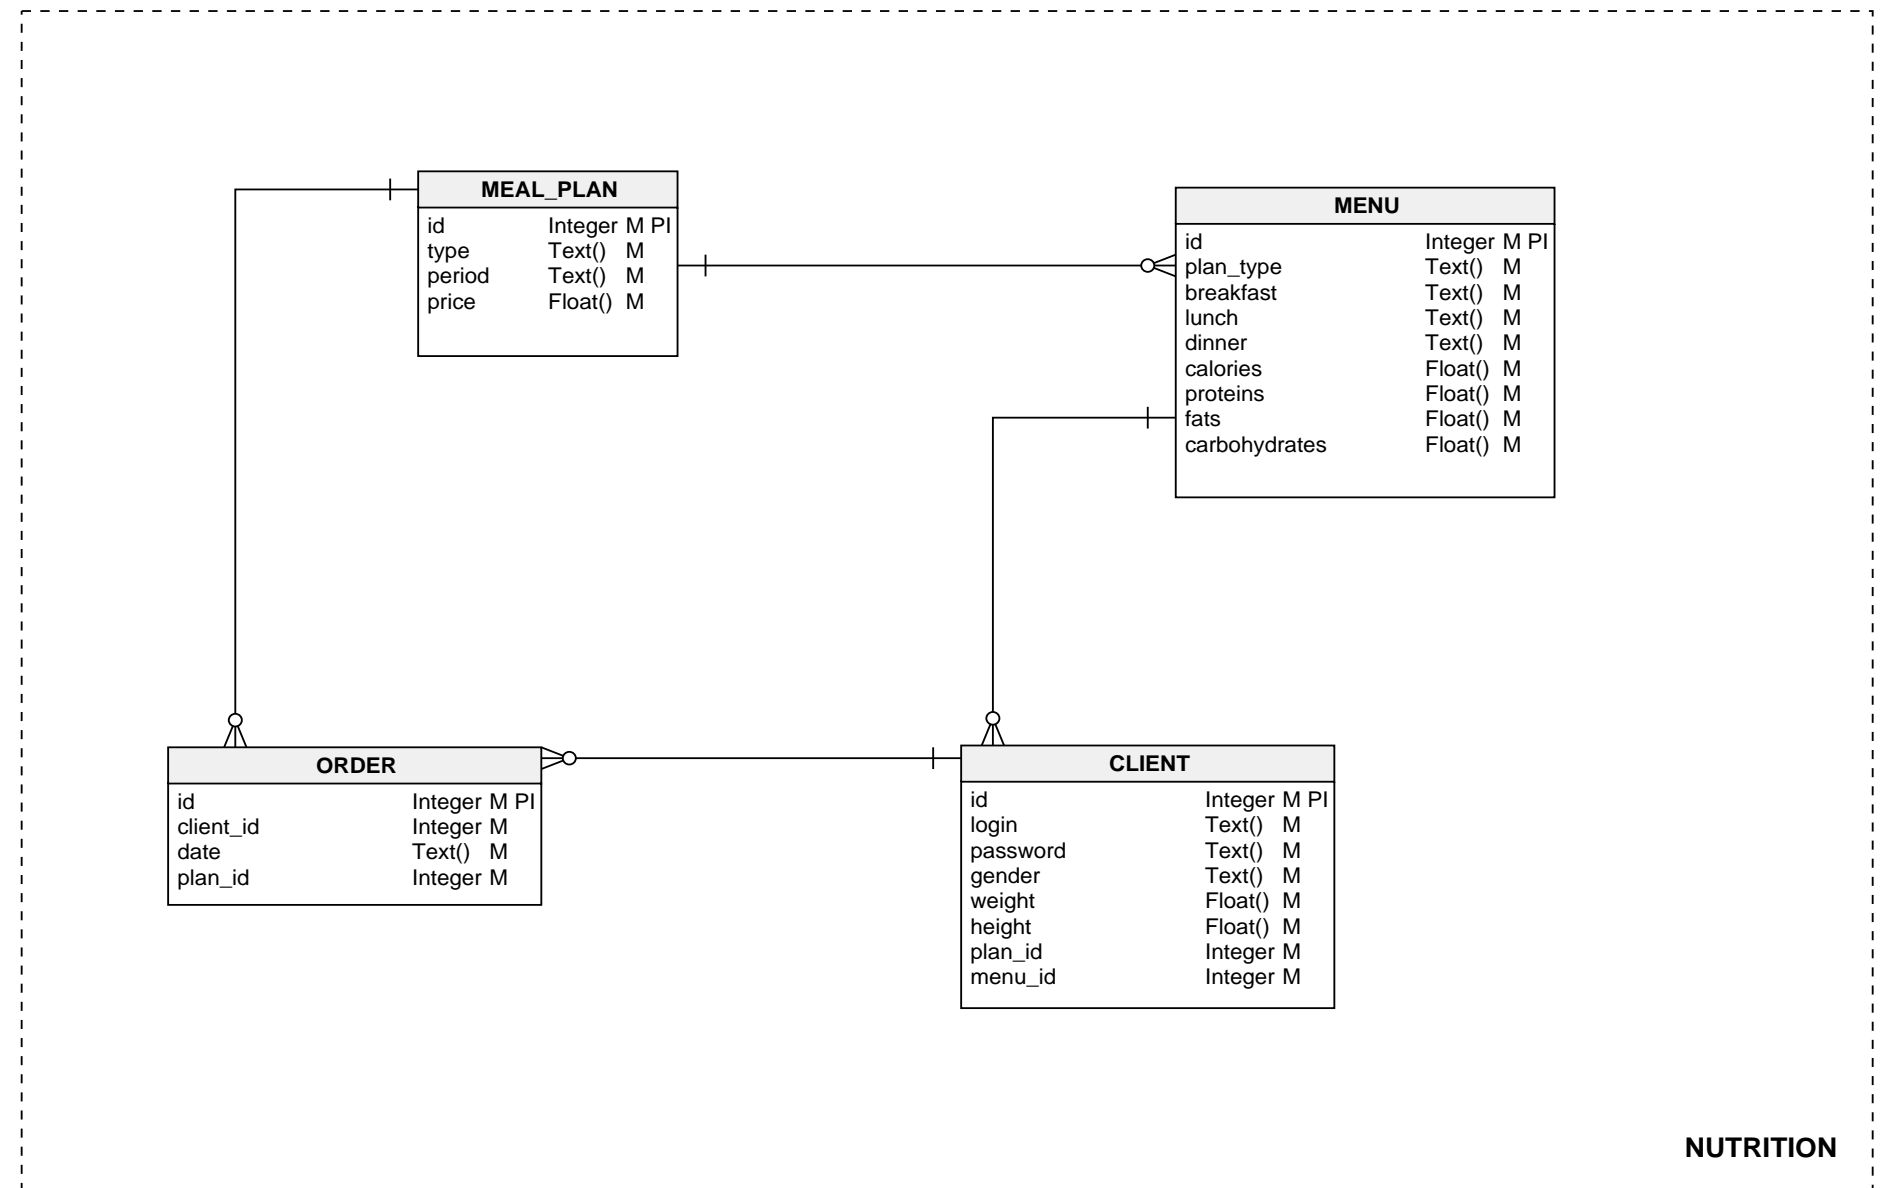 MEAL_PLAN
id Integer M PI
type Text() M
period Text() M
price Float() M
MENU
id Integer M PI
plan_type Text() M
breakfast Text() M
lunch Text() M
dinner Text() M
calories Float() M
proteins Float() M
fats Float() M
carbohydrates Float() M
ORDER
id Integer M PI
client_id Integer M
date Text() M
plan_id Integer M
CLIENT
id Integer M PI
login Text() M
password Text() M
gender Text() M
weight Float() M
height Float() M
plan_id Integer M
menu_id Integer M
NUTRITION